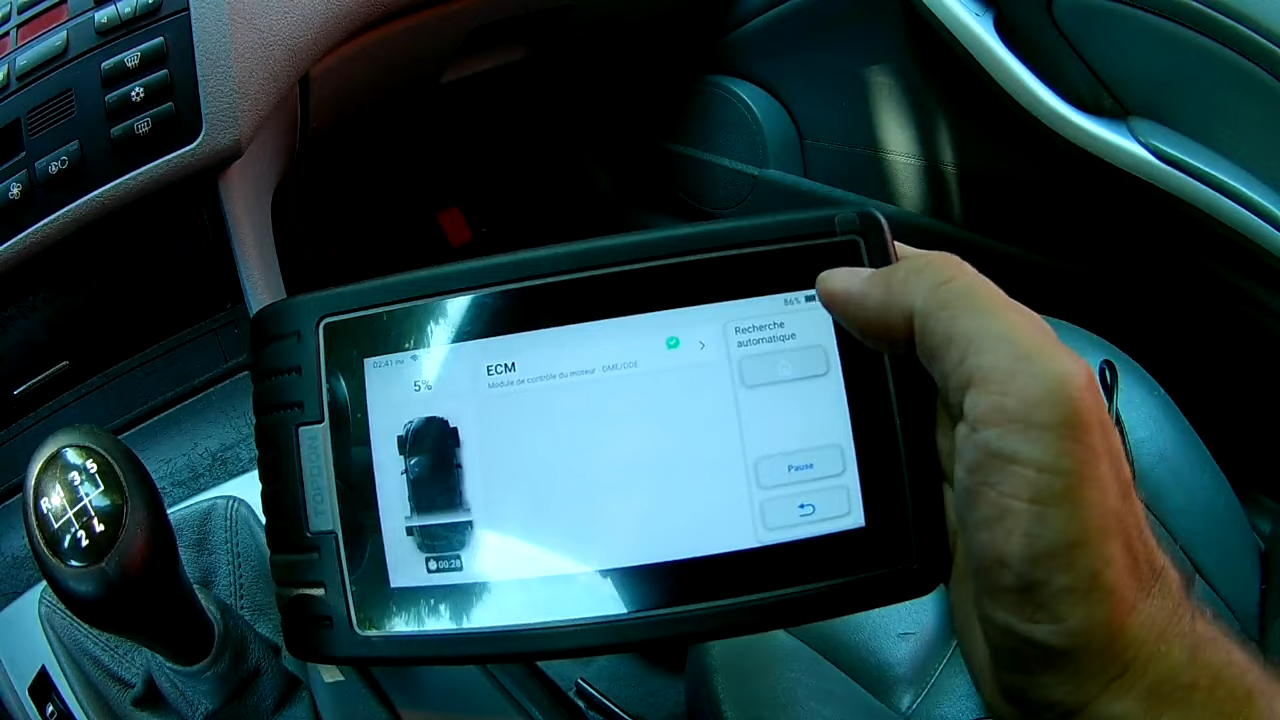 02:41 PM
86%
5%
ECM
Module de contrôle du moteur - DME/DDE
Recherche
automatique
Pause
00:28
TOPDON
R 1 3 5
2 4